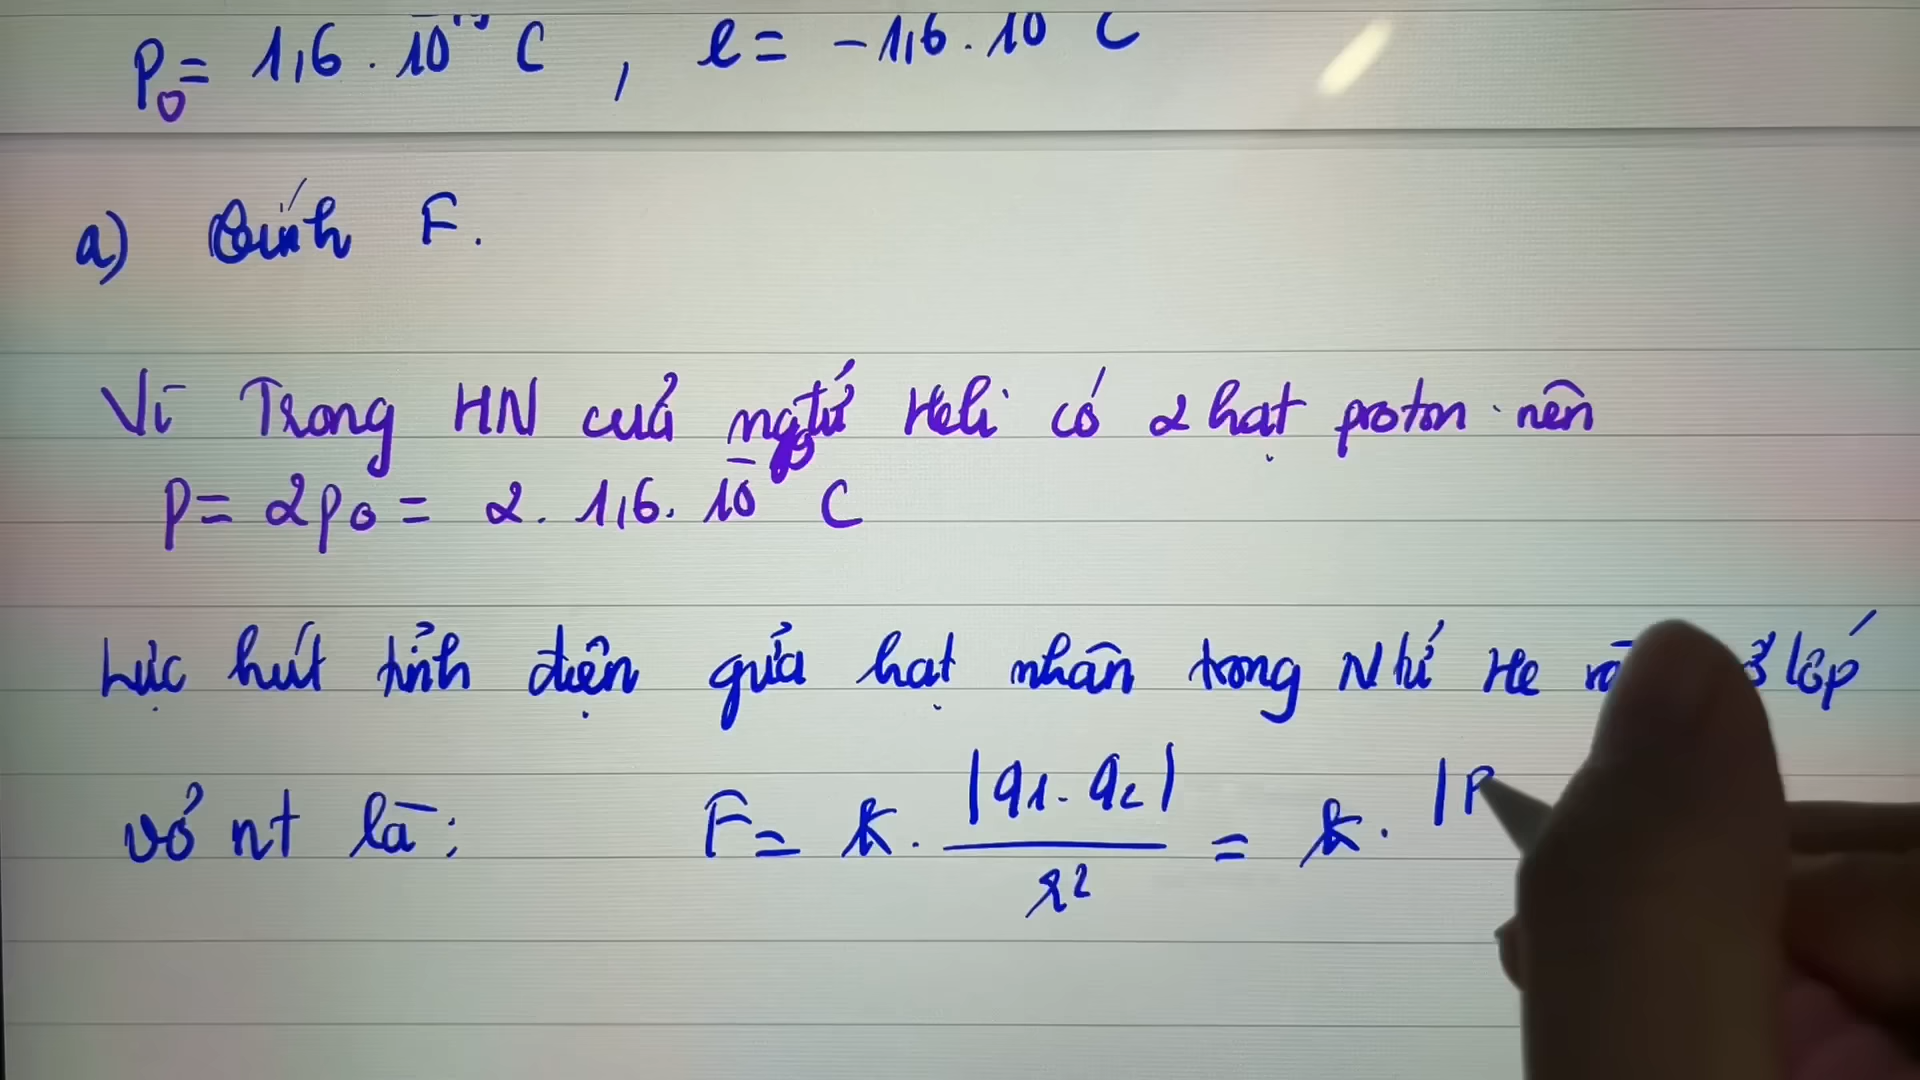 P₀ = 1,6 . 10 C , e = -1,6 . 10 C
a) Tính F.
Vì Trong HN của ng tử Heli có 2 hạt proton nên
p = 2p₀ = 2. 1,6. 10⁻ C
Lực hút tĩnh điện giữa hạt nhân trong Ntử He lớp
vỏ nt là: F = k . |q₁ . q₂| / r² = k . |P